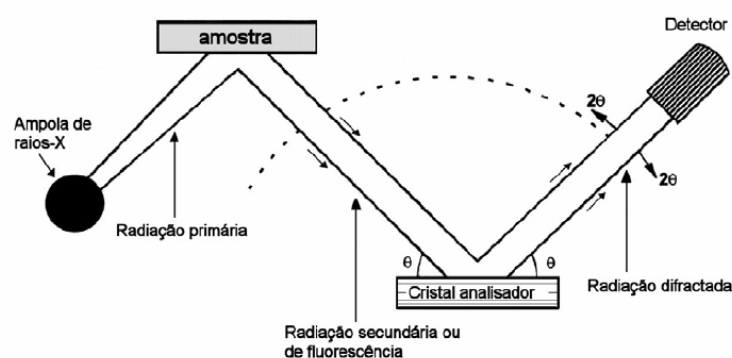 amostra
Detector
2θ
Ampola de
raios-X
2θ
Radiação primária
θ
θ
Cristal analisador
Radiação difractada
Radiação secundária ou
de fluorescência